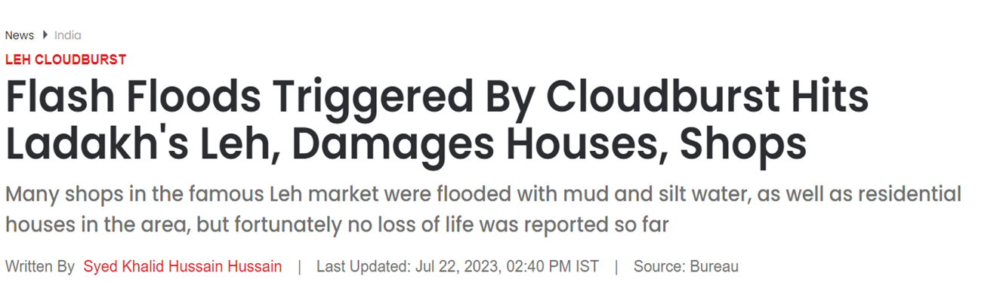 News India
LEH CLOUDBURST
Flash Floods Triggered By Cloudburst Hits
Ladakh's Leh, Damages Houses, Shops
Many shops in the famous Leh market were flooded with mud and silt water, as well as residential
houses in the area, but fortunately no loss of life was reported so far
Written By Syed Khalid Hussain Hussain | Last Updated: Jul 22, 2023, 02:40 PM IST | Source: Bureau